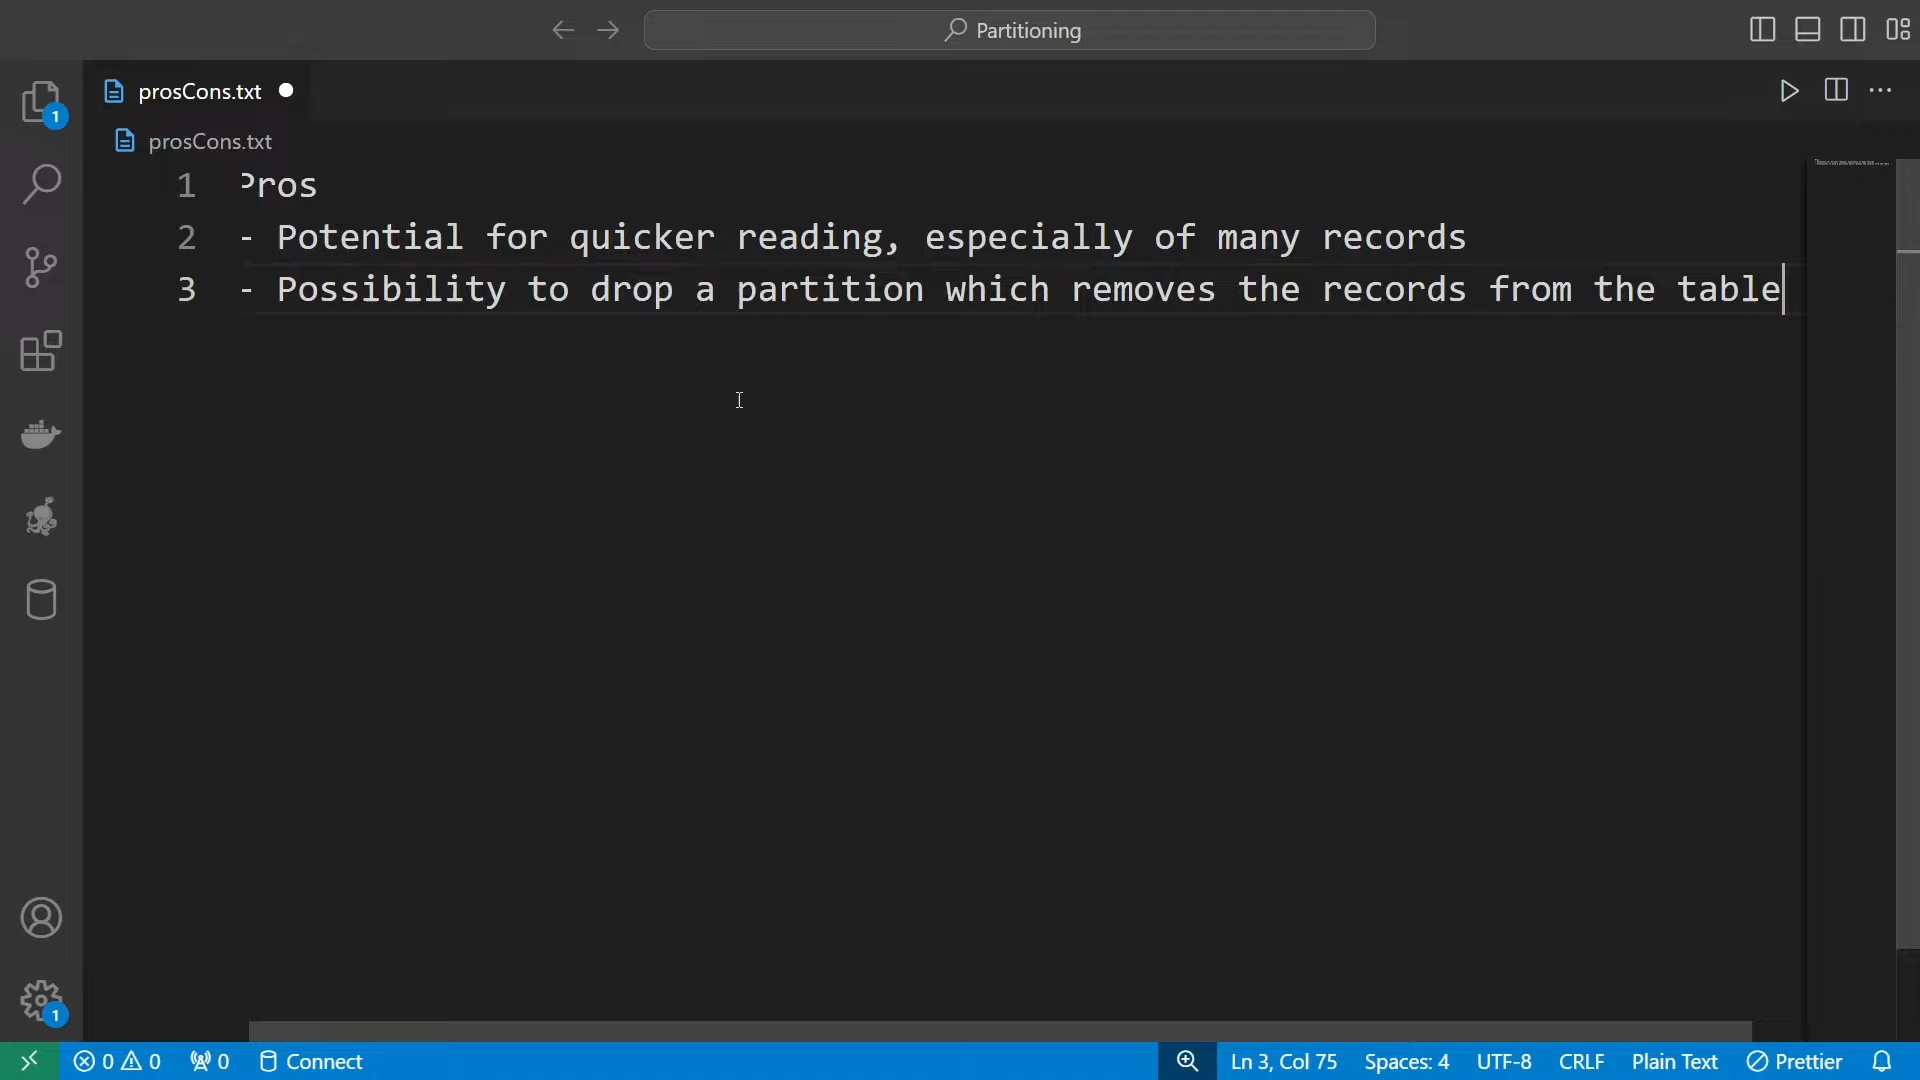 Partitioning
prosCons.txt
1
prosCons.txt
1 Pros
2 - Potential for quicker reading, especially of many records
3 - Possibility to drop a partition which removes the records from the table
1
0 0 0 Connect Ln 3, Col 75 Spaces: 4 UTF-8 CRLF Plain Text Prettier